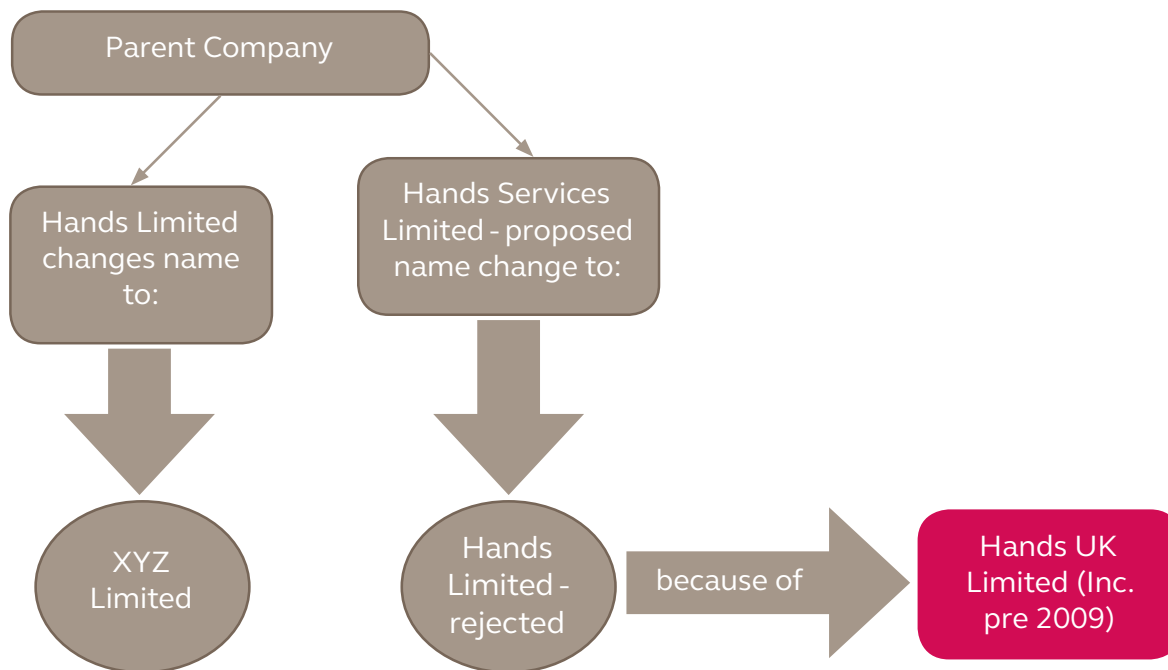 Parent Company
Hands Limited
changes name
to:
Hands Services
Limited - proposed
name change to:
XYZ
Limited
Hands
Limited -
rejected
because of
Hands UK
Limited (Inc.
pre 2009)